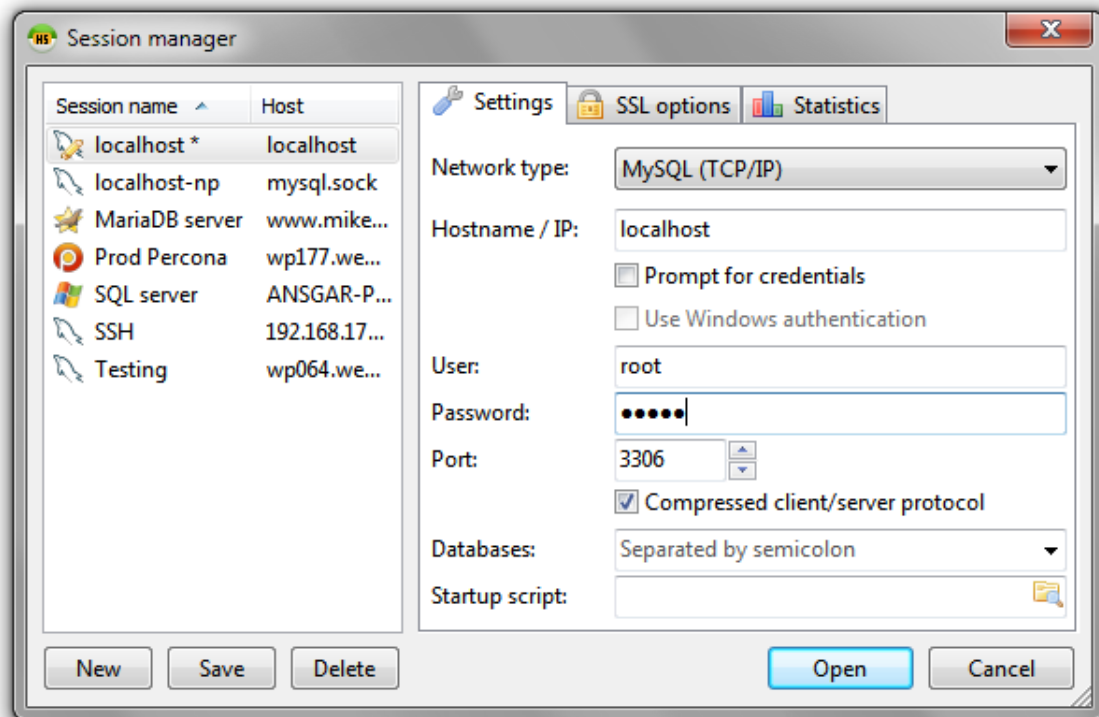 HS Session manager
Session name Host
localhost * localhost
localhost-np mysql.sock
MariaDB server www.mike...
Prod Percona wp177.we...
SQL server ANSGAR-P...
SSH 192.168.17...
Testing wp064.we...
New Save Delete
Settings SSL options Statistics
Network type: MySQL (TCP/IP)
Hostname / IP: localhost
Prompt for credentials
Use Windows authentication
User: root
Password: •••••
Port: 3306
Compressed client/server protocol
Databases: Separated by semicolon
Startup script:
Open Cancel